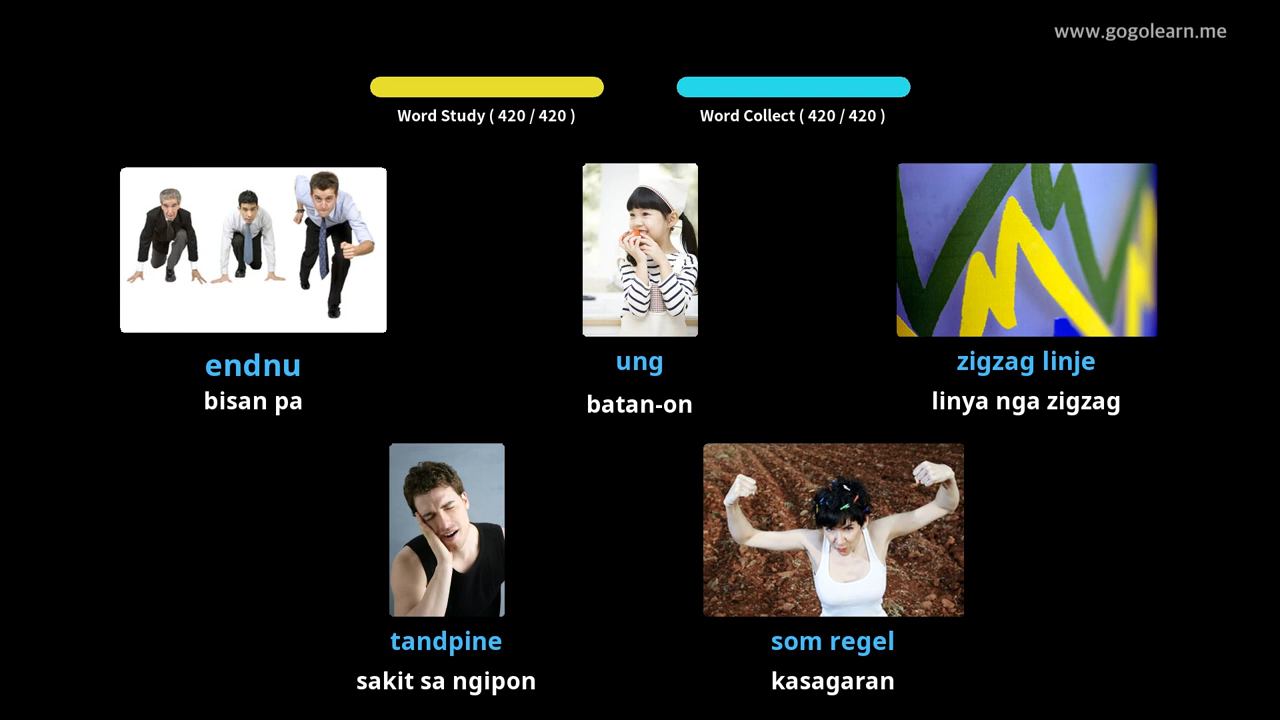 www.gogolearn.me
Word Study ( 420 / 420 )
Word Collect ( 420 / 420 )
endnu
bisan pa
ung
batan-on
zigzag linje
linya nga zigzag
tandpine
sakit sa ngipon
som regel
kasagaran